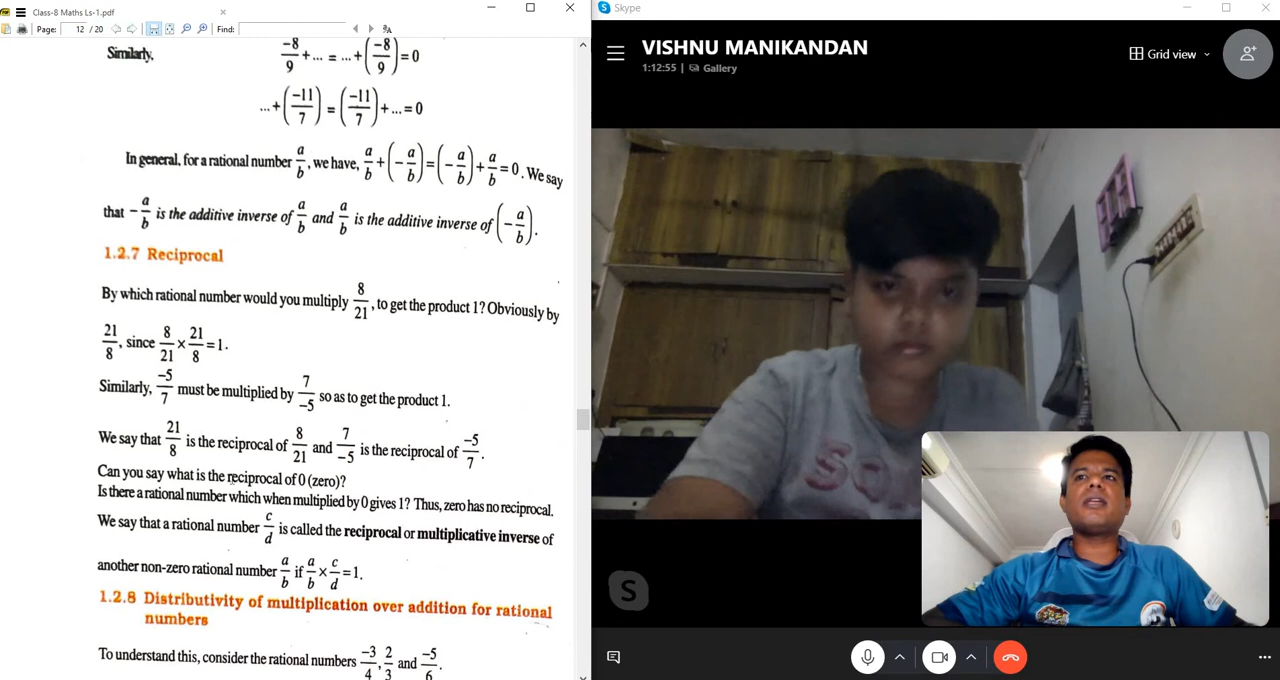 Class-8 Maths Ls-1.pdf
Page: 12 / 20 Find:
Similarly, -8/9 + ... = ... + (-8/9) = 0
... + (-11/7) = (-11/7) + ... = 0
In general, for a rational number a/b, we have, a/b + (-a/b) = (-a/b) + a/b = 0. We say
that -a/b is the additive inverse of a/b and a/b is the additive inverse of (-a/b).
1.2.7 Reciprocal
By which rational number would you multiply 8/21, to get the product 1? Obviously by
21/8, since 8/21 × 21/8 = 1.
Similarly, -5/7 must be multiplied by 7/-5 so as to get the product 1.
We say that 21/8 is the reciprocal of 8/21 and 7/-5 is the reciprocal of -5/7.
Can you say what is the reciprocal of 0 (zero)?
Is there a rational number which when multiplied by 0 gives 1? Thus, zero has no reciprocal.
We say that a rational number c/d is called the reciprocal or multiplicative inverse of
another non-zero rational number a/b if a/b × c/d = 1.
1.2.8 Distributivity of multiplication over addition for rational
numbers
To understand this, consider the rational numbers -3/4, 2/3 and -5/6.
Skype
VISHNU MANIKANDAN
1:12:55 | Gallery
Grid view
SO
S